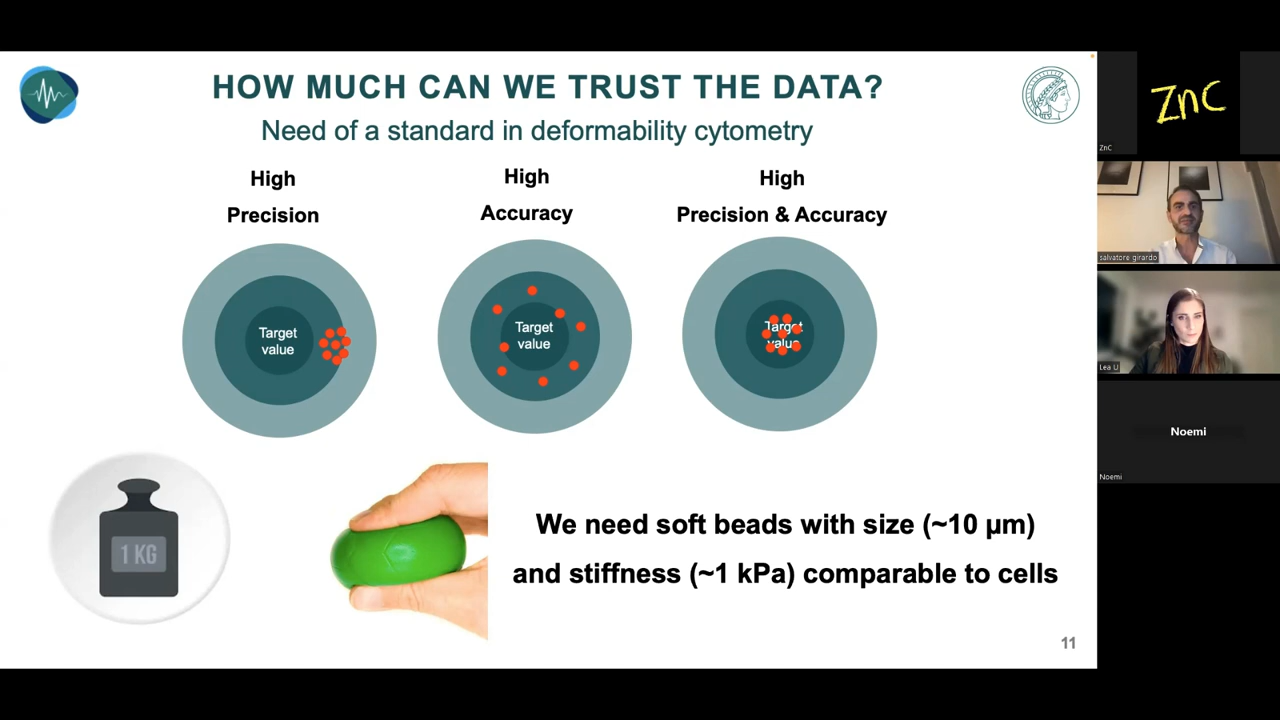 HOW MUCH CAN WE TRUST THE DATA?
Need of a standard in deformability cytometry
High
Precision
High
Accuracy
High
Precision & Accuracy
Target
value
Target
value
Target
value
1 KG
We need soft beads with size (~10 µm)
and stiffness (~1 kPa) comparable to cells
11
ZnC
ZnC
salvatore girardo
Lea U
Noemi
Noemi